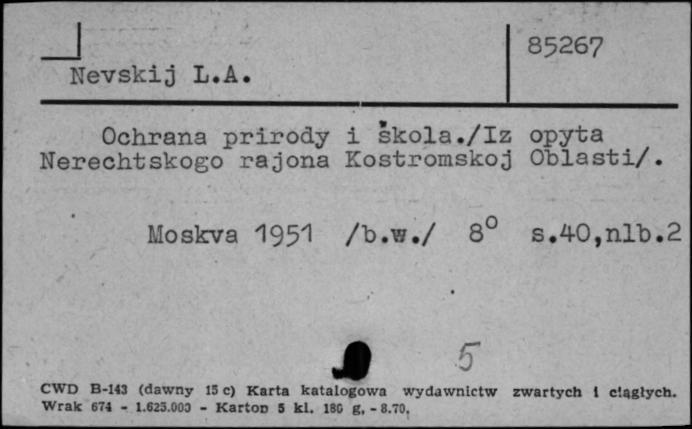 85267
Nevskij L.A.
Ochrana prirody i škola./Iz opyta
Nerechtskogo rajona Kostromskoj Oblasti/.
Moskva 1951 /b.w./ 8° s.40,nlb.2
5
CWD B-143 (dawny 15 c) Karta katalogowa wydawnictw zwartych i ciągłych.
Wrak 674 - 1.625.000 - Karton 5 kl. 180 g. - 8.70.